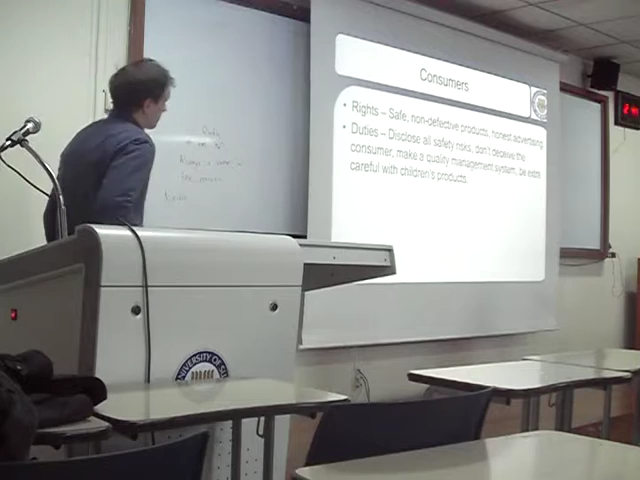 Consumers
• Rights – Safe, non-defective products, honest advertising
• Duties – Disclose all safety risks, don't deceive the
consumer, make a quality management system, be extra
careful with children's products.
UNIVERSITY OF